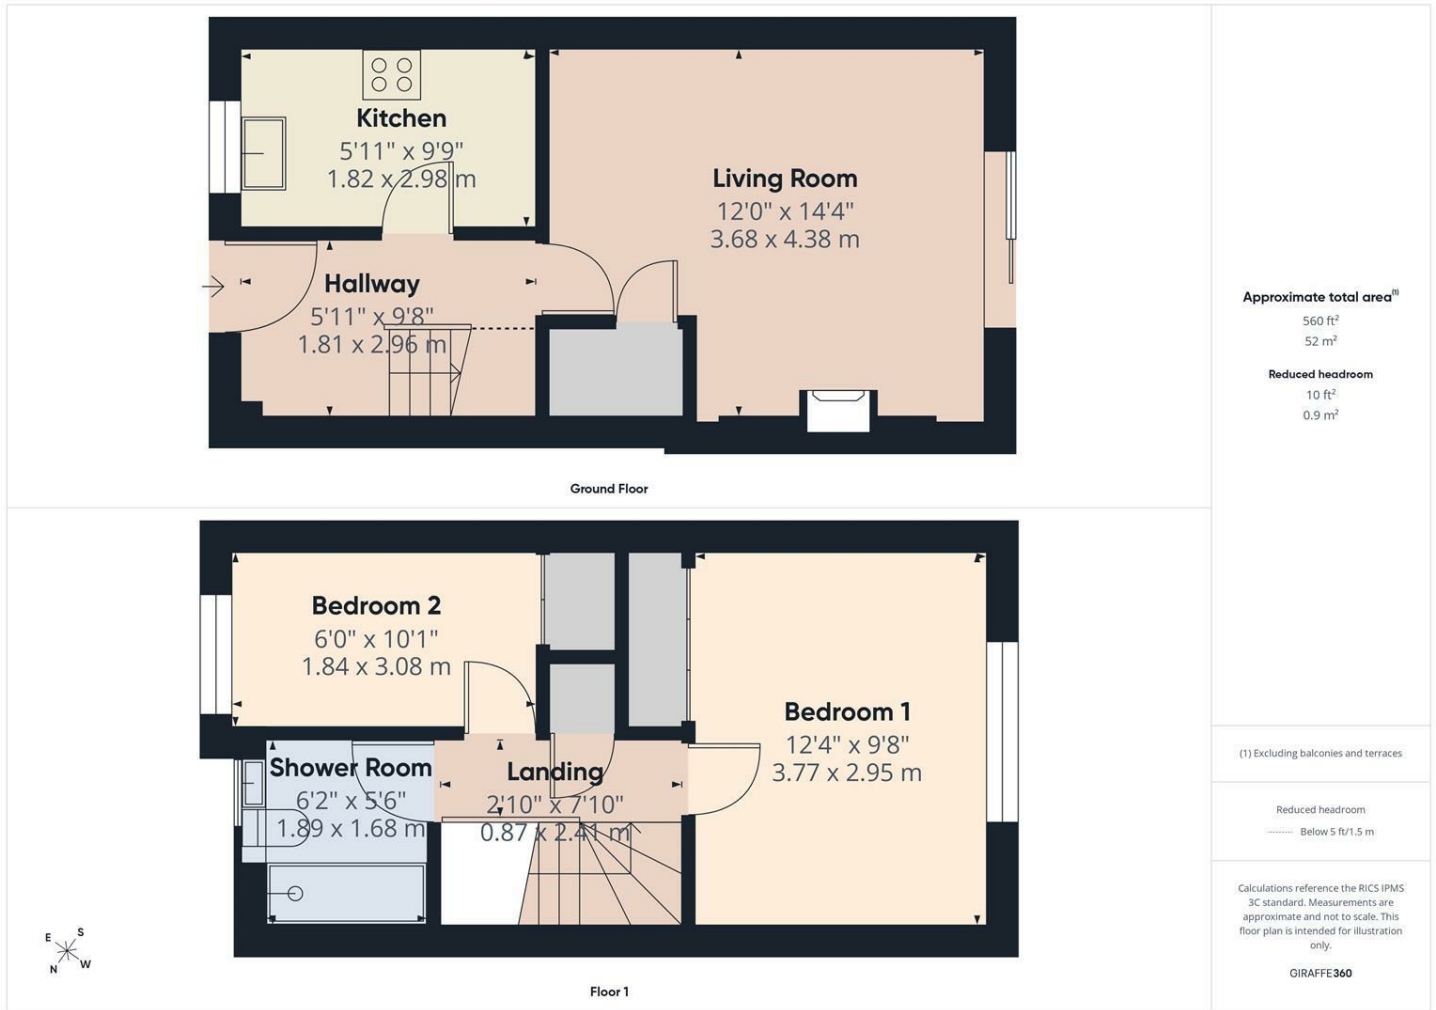 Kitchen
5'11" x 9'9"
1.82 x 2.98 m
Living Room
12'0" x 14'4"
3.68 x 4.38 m
Hallway
5'11" x 9'8"
1.81 x 2.96 m
Ground Floor
Bedroom 2
6'0" x 10'1"
1.84 x 3.08 m
Bedroom 1
12'4" x 9'8"
3.77 x 2.95 m
Shower Room
6'2" x 5'6"
1.89 x 1.68 m
Landing
2'10" x 7'10"
0.87 x 2.41 m
E S
N W
Floor 1
Approximate total area(1)
560 ft²
52 m²
Reduced headroom
10 ft²
0.9 m²
(1) Excluding balconies and terraces
Reduced headroom
Below 5 ft/1.5 m
Calculations reference the RICS IPMS
3C standard. Measurements are
approximate and not to scale. This
floor plan is intended for illustration
only.
GIRAFFE360